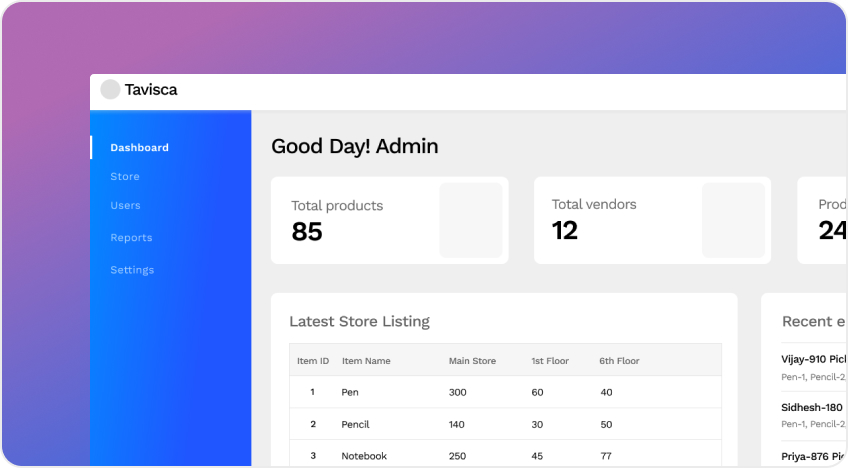 Tavisca
Dashboard
Store
Users
Reports
Settings
Good Day! Admin
Total products
85
Total vendors
12
Prod
24
Latest Store Listing
Item ID Item Name Main Store 1st Floor 6th Floor
1 Pen 300 60 40
2 Pencil 140 30 50
3 Notebook 250 45 77
Recent e
Vijay-910 Pick
Pen-1, Pencil-2,
Sidhesh-180
Pen-1, Pencil-2,
Priya-876 Pi